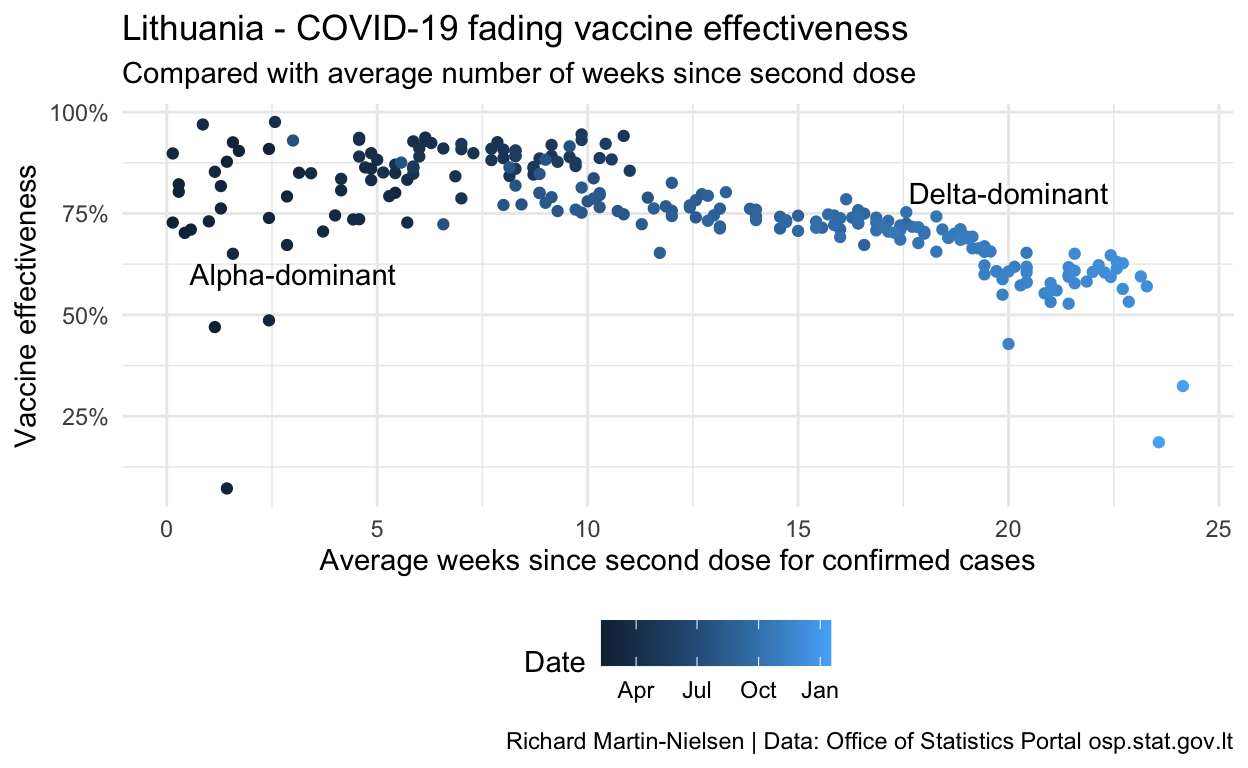 Lithuania - COVID-19 fading vaccine effectiveness
Compared with average number of weeks since second dose
100%
75%
50%
25%
Vaccine effectiveness
Delta-dominant
Alpha-dominant
0 5 10 15 20 25
Average weeks since second dose for confirmed cases
Date
Apr Jul Oct Jan
Richard Martin-Nielsen | Data: Office of Statistics Portal osp.stat.gov.lt